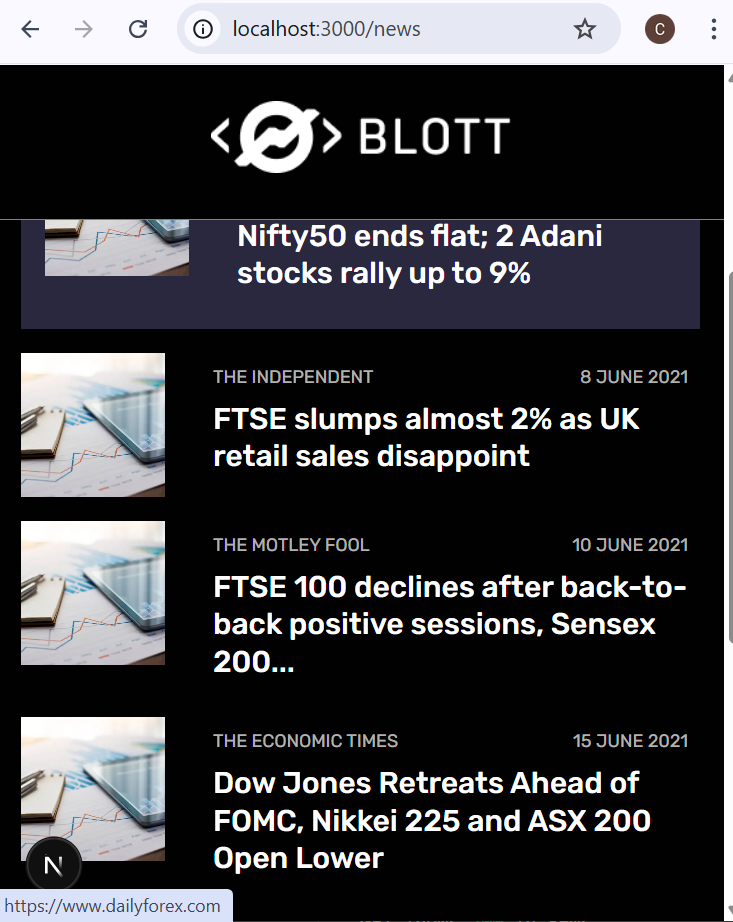 localhost:3000/news
C
BLOTT
Nifty50 ends flat; 2 Adani
stocks rally up to 9%
THE INDEPENDENT 8 JUNE 2021
FTSE slumps almost 2% as UK
retail sales disappoint
THE MOTLEY FOOL 10 JUNE 2021
FTSE 100 declines after back-to-
back positive sessions, Sensex
200...
THE ECONOMIC TIMES 15 JUNE 2021
Dow Jones Retreats Ahead of
FOMC, Nikkei 225 and ASX 200
Open Lower
N
https://www.dailyforex.com